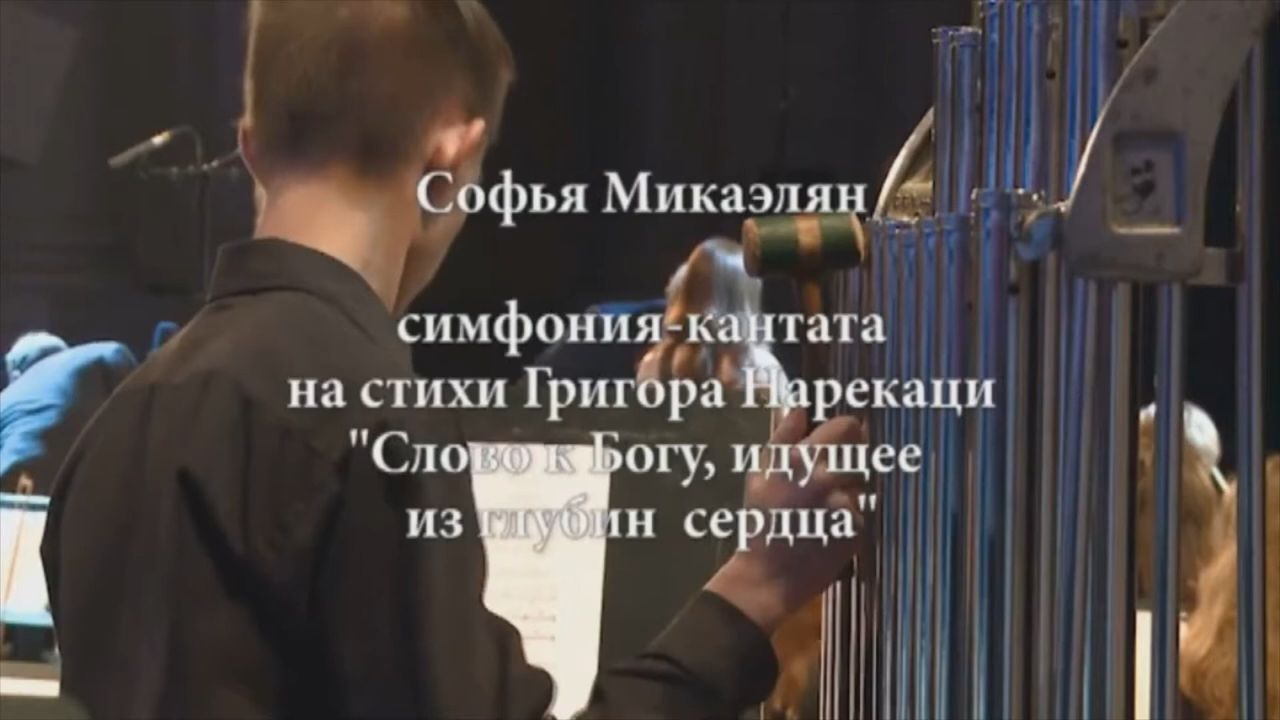 Софья Микаэлян
симфония-кантата
на стихи Григора Нарекаци
"Слово к Богу, идущее
из глубин сердца"